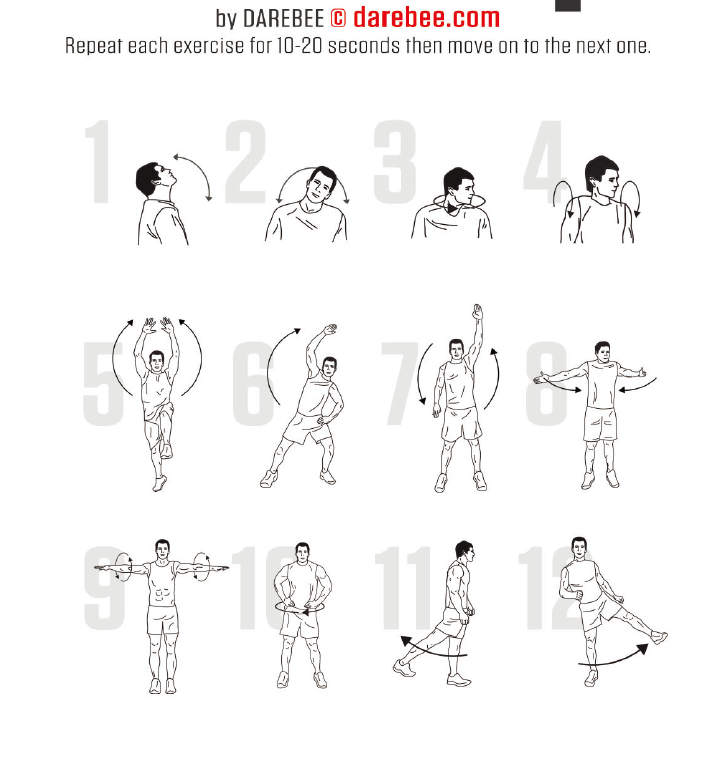 by DAREBEE © darebee.com
Repeat each exercise for 10-20 seconds then move on to the next one.
1 2 3 4
5 6 7 8
9 10 11 12